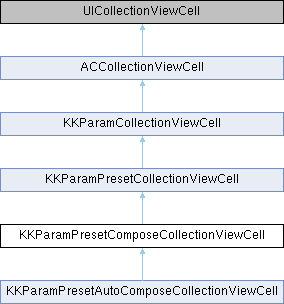 UICollectionViewCell
ACCollectionViewCell
KKParamCollectionViewCell
KKParamPresetCollectionViewCell
KKParamPresetComposeCollectionViewCell
KKParamPresetAutoComposeCollectionViewCell